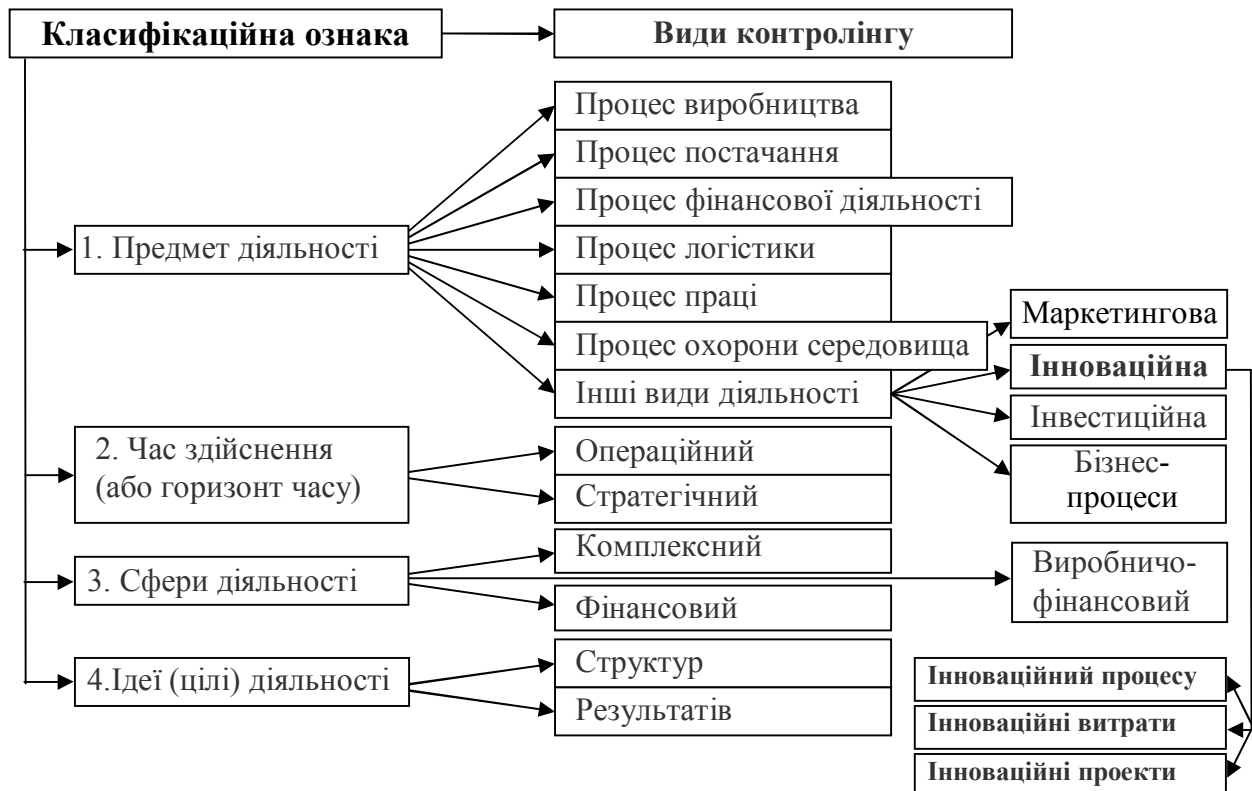 Класифікаційна ознака
Види контролінгу
1. Предмет діяльності
Процес виробництва
Процес постачання
Процес фінансової діяльності
Процес логістики
Процес праці
Процес охорони середовища
Інші види діяльності
Маркетингова
Інноваційна
Інвестиційна
Бізнес-
процеси
2. Час здійснення
(або горизонт часу)
Операційний
Стратегічний
3. Сфери діяльності
Комплексний
Фінансовий
Виробничо-
фінансовий
4.Ідеї (цілі) діяльності
Структур
Результатів
Інноваційний процесу
Інноваційні витрати
Інноваційні проекти